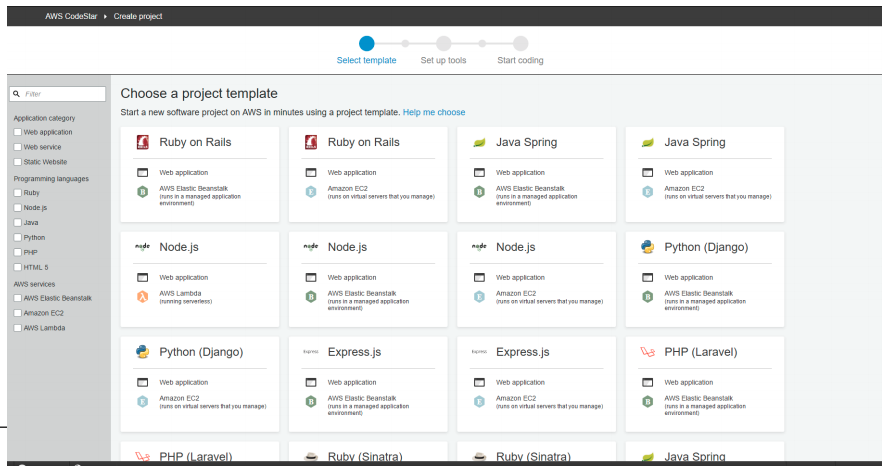 AWS CodeStar ▸ Create project
Select template
Set up tools
Start coding
Filter
Application category
Web application
Web service
Static Website
Programming languages
Ruby
Node.js
Java
Python
PHP
HTML 5
AWS services
AWS Elastic Beanstalk
Amazon EC2
AWS Lambda
Choose a project template
Start a new software project on AWS in minutes using a project template. Help me choose
Ruby on Rails
Web application
AWS Elastic Beanstalk
(runs in a managed application
environment)
Ruby on Rails
Web application
Amazon EC2
(runs on virtual servers that you manage)
Java Spring
Web application
AWS Elastic Beanstalk
(runs in a managed application
environment)
Java Spring
Web application
Amazon EC2
(runs on virtual servers that you manage)
node
Node.js
Web application
AWS Lambda
(running serverless)
node
Node.js
Web application
AWS Elastic Beanstalk
(runs in a managed application
environment)
node
Node.js
Web application
Amazon EC2
(runs on virtual servers that you manage)
Python (Django)
Web application
AWS Elastic Beanstalk
(runs in a managed application
environment)
Python (Django)
Web application
Amazon EC2
(runs on virtual servers that you manage)
express
Express.js
Web application
AWS Elastic Beanstalk
(runs in a managed application
environment)
express
Express.js
Web application
Amazon EC2
(runs on virtual servers that you manage)
PHP (Laravel)
Web application
AWS Elastic Beanstalk
(runs in a managed application
environment)
PHP (Laravel)
Ruby (Sinatra)
Ruby (Sinatra)
Java Spring